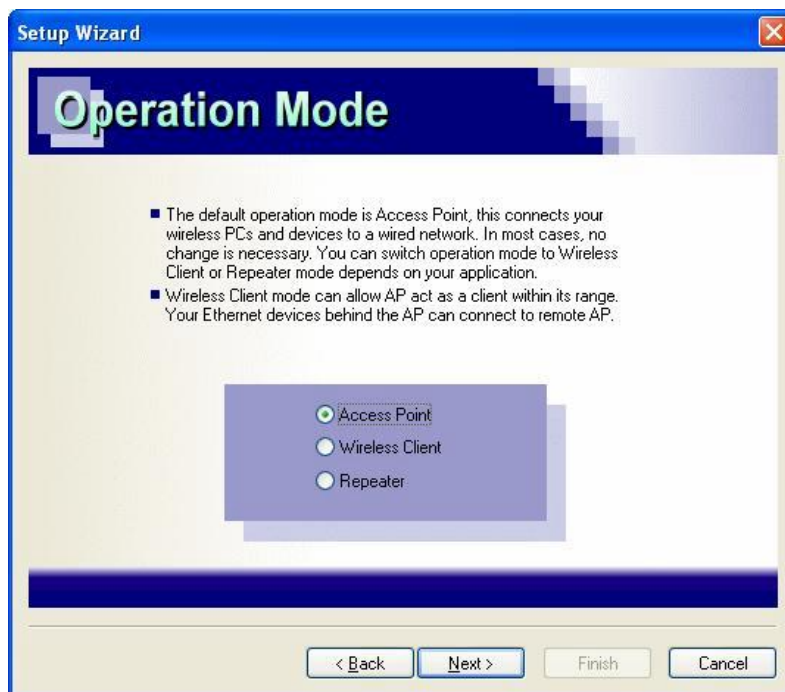 Setup Wizard
Operation Mode
The default operation mode is Access Point, this connects your
wireless PCs and devices to a wired network. In most cases, no
change is necessary. You can switch operation mode to Wireless
Client or Repeater mode depends on your application.
Wireless Client mode can allow AP act as a client within its range.
Your Ethernet devices behind the AP can connect to remote AP.
Access Point
Wireless Client
Repeater
< Back Next > Finish Cancel